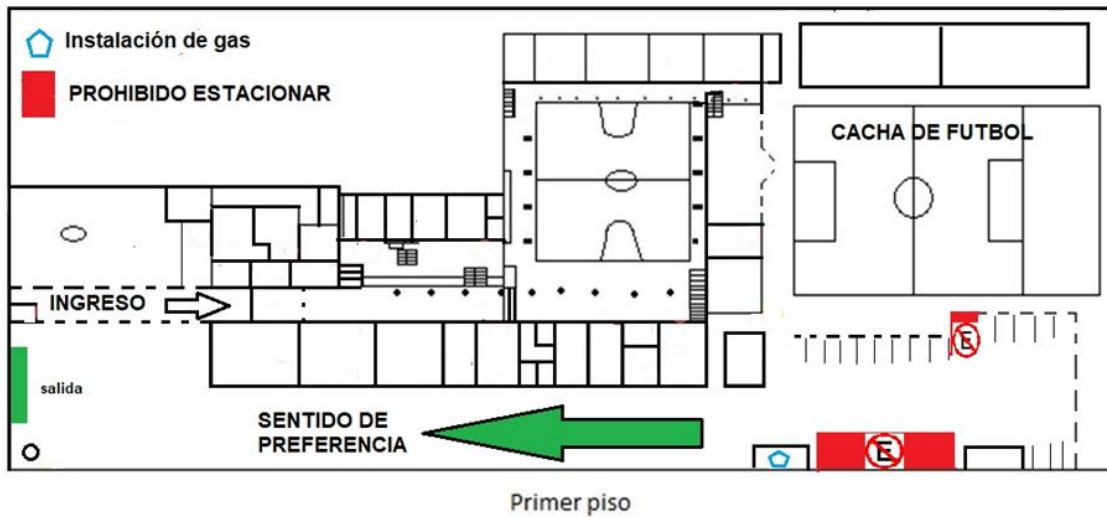 Instalación de gas
PROHIBIDO ESTACIONAR
CACHA DE FUTBOL
INGRESO
E
salida
SENTIDO DE
PREFERENCIA
E
Primer piso